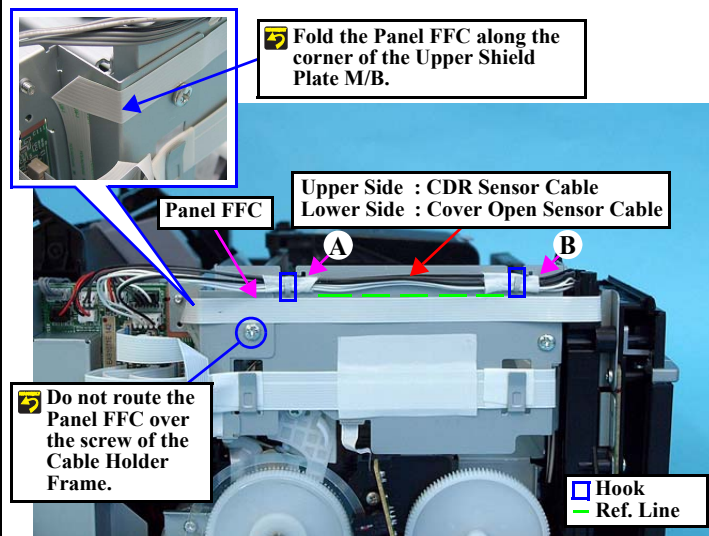 Fold the Panel FFC along the
corner of the Upper Shield
Plate M/B.
Upper Side : CDR Sensor Cable
Lower Side : Cover Open Sensor Cable
Panel FFC
A
B
Do not route the
Panel FFC over
the screw of the
Cable Holder
Frame.
Hook
Ref. Line